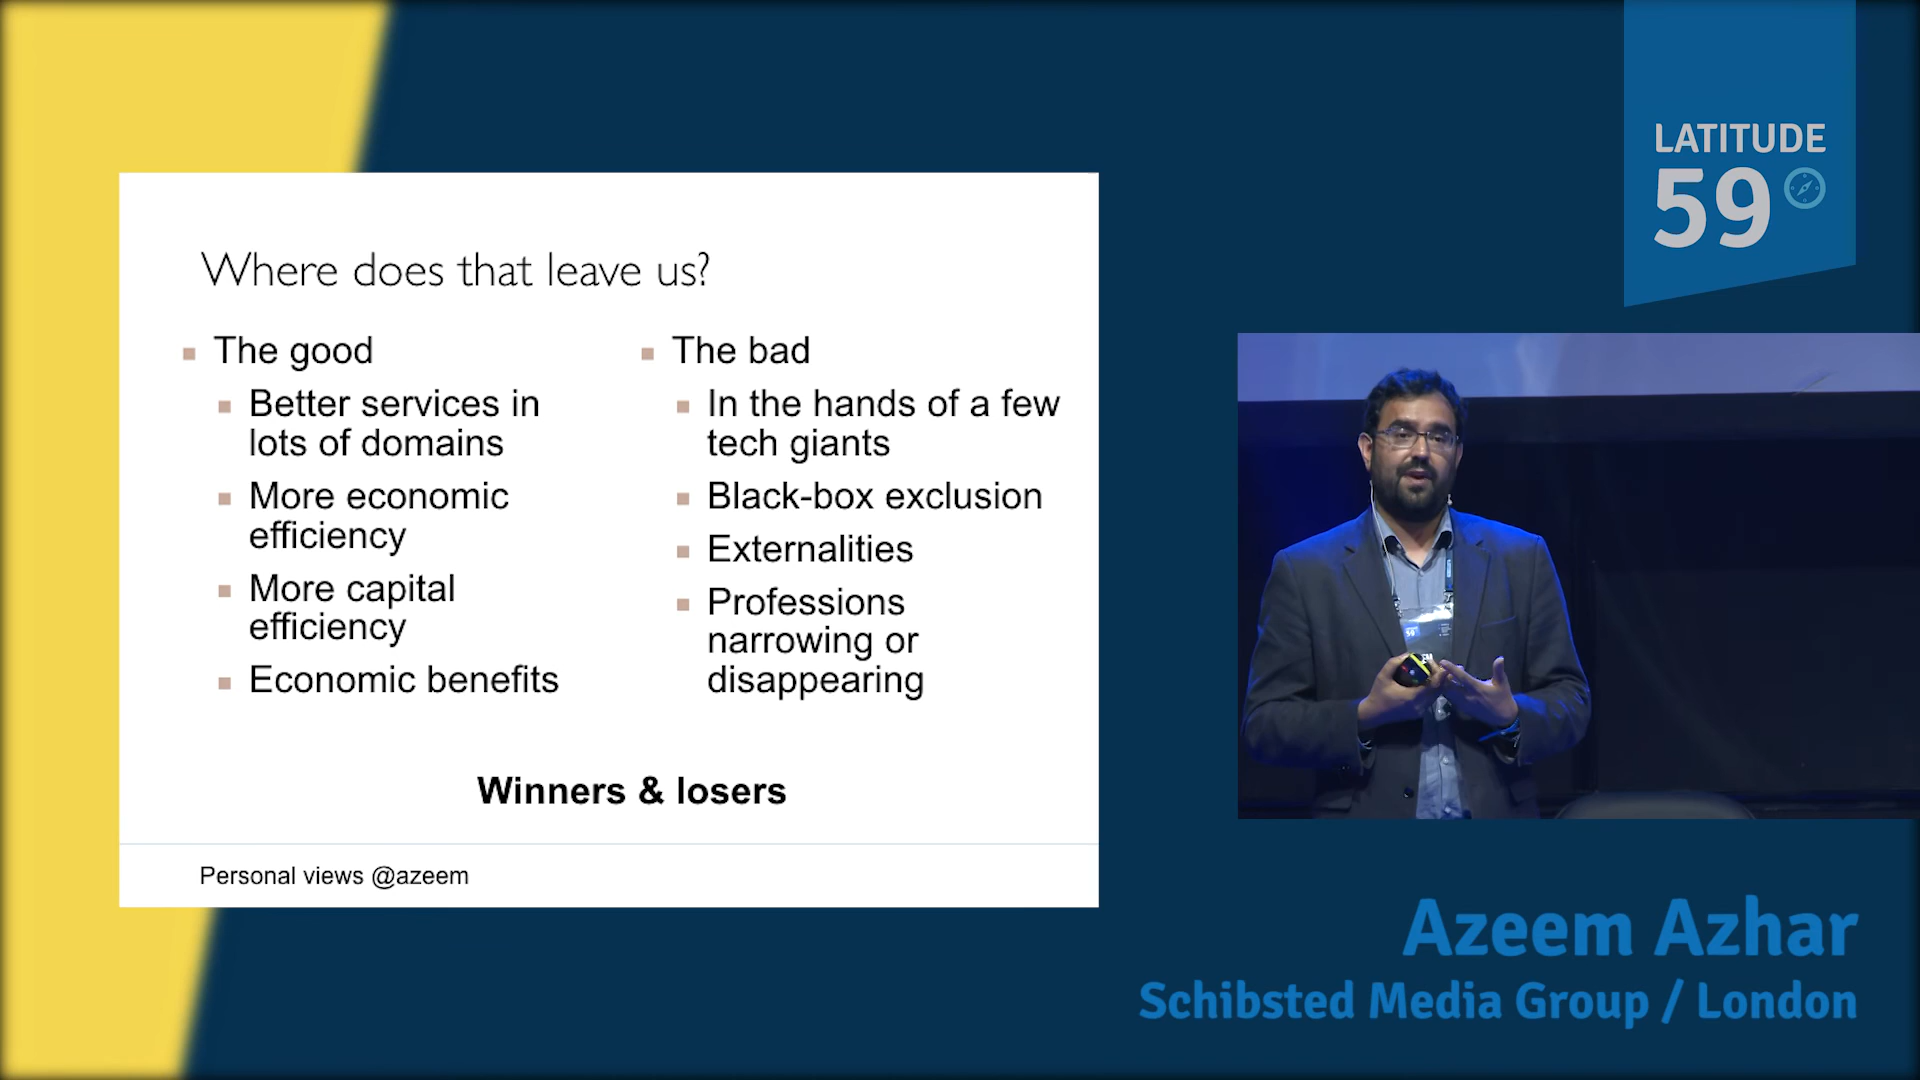 LATITUDE
59
Where does that leave us?
The good
Better services in
lots of domains
More economic
efficiency
More capital
efficiency
Economic benefits
The bad
In the hands of a few
tech giants
Black-box exclusion
Externalities
Professions
narrowing or
disappearing
Winners & losers
Personal views @azeem
Azeem Azhar
Schibsted Media Group / London